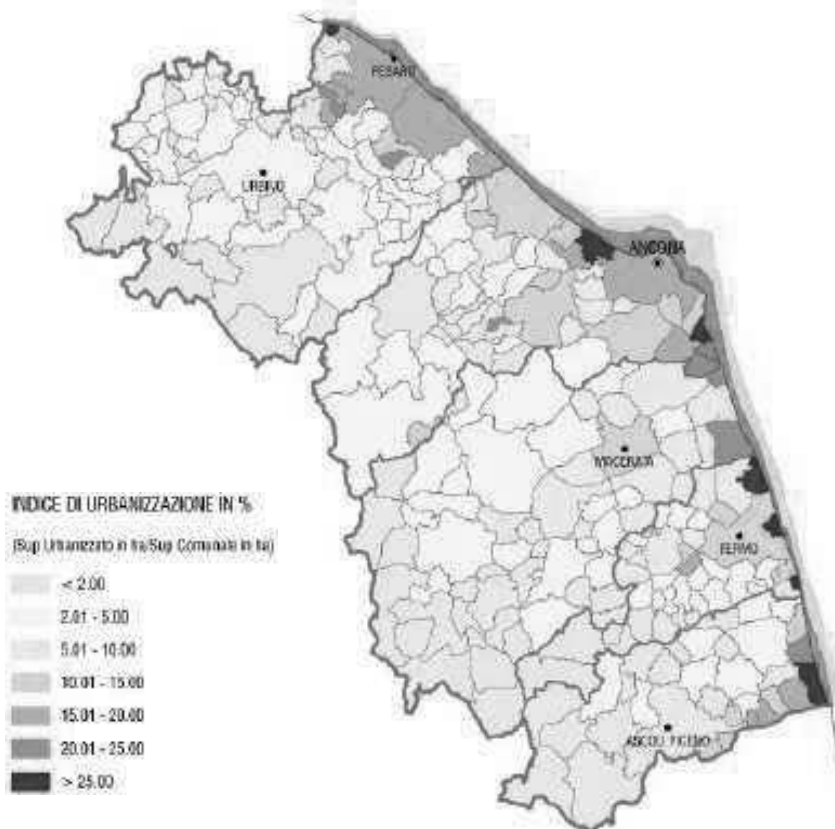 PESARO
URBINO
ANCONA
MACERATA
FERMO
ASCOLI PICENO
INDICE DI URBANIZZAZIONE IN %
(Sup Urbanizzato in ha/Sup Comunale in ha)
< 2.00
2.01 - 5.00
5.01 - 10.00
10.01 - 15.00
15.01 - 20.00
20.01 - 25.00
> 25.00